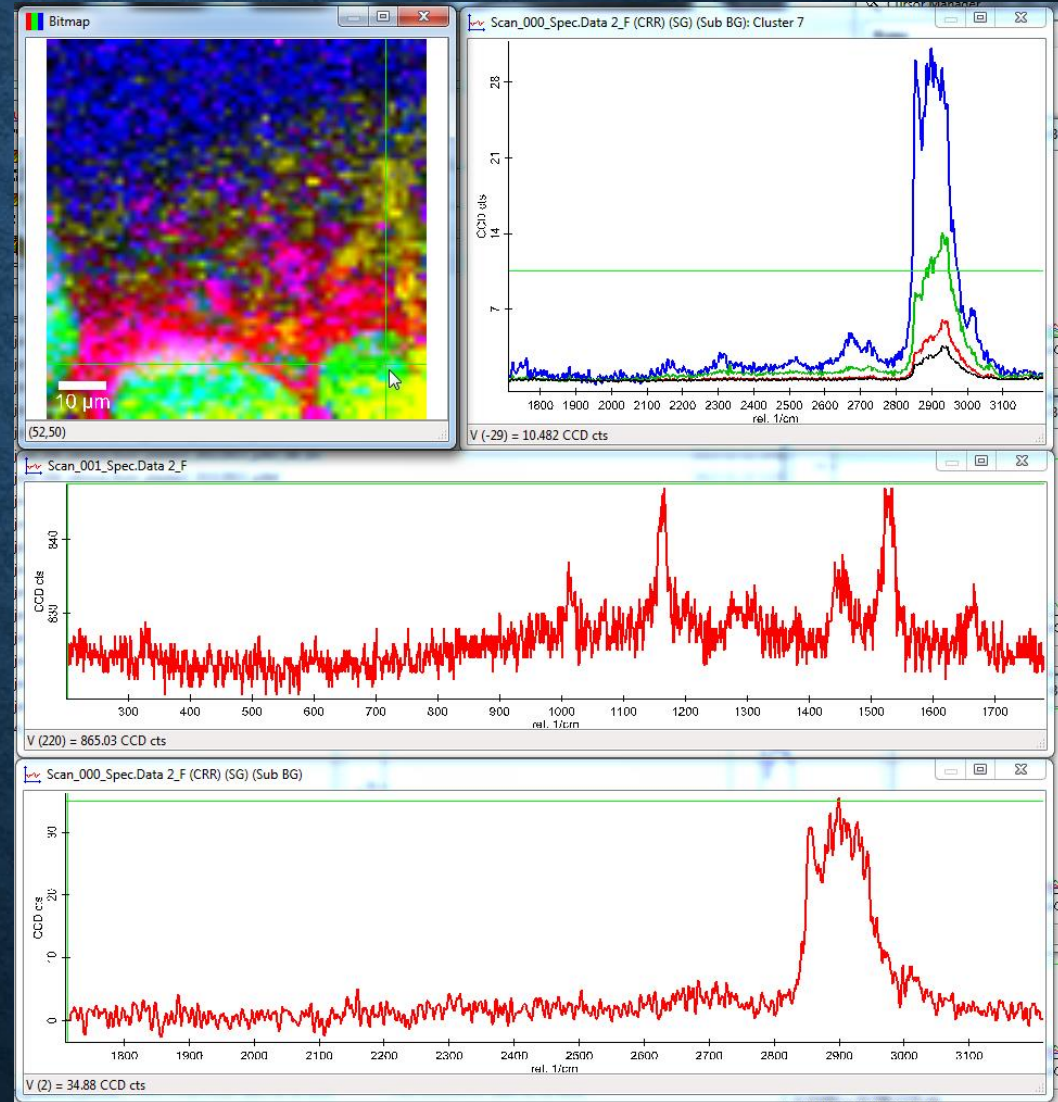 Bitmap
10 µm
(52,50)
Cursor Manager
Scan_000_Spec.Data 2_F (CRR) (SG) (Sub BG): Cluster 7
28
21
14
7
CCD cts
1800 1900 2000 2100 2200 2300 2400 2500 2600 2700 2800 2900 3000 3100
rel. 1/cm
V (-29) = 10.482 CCD cts
Scan_001_Spec.Data 2_F
840
830
CCD cts
300 400 500 600 700 800 900 1000 1100 1200 1300 1400 1500 1600 1700
rel. 1/cm
V (220) = 865.03 CCD cts
Scan_000_Spec.Data 2_F (CRR) (SG) (Sub BG)
30
20
10
0
CCD cts
1800 1900 2000 2100 2200 2300 2400 2500 2600 2700 2800 2900 3000 3100
rel. 1/cm
V (2) = 34.88 CCD cts